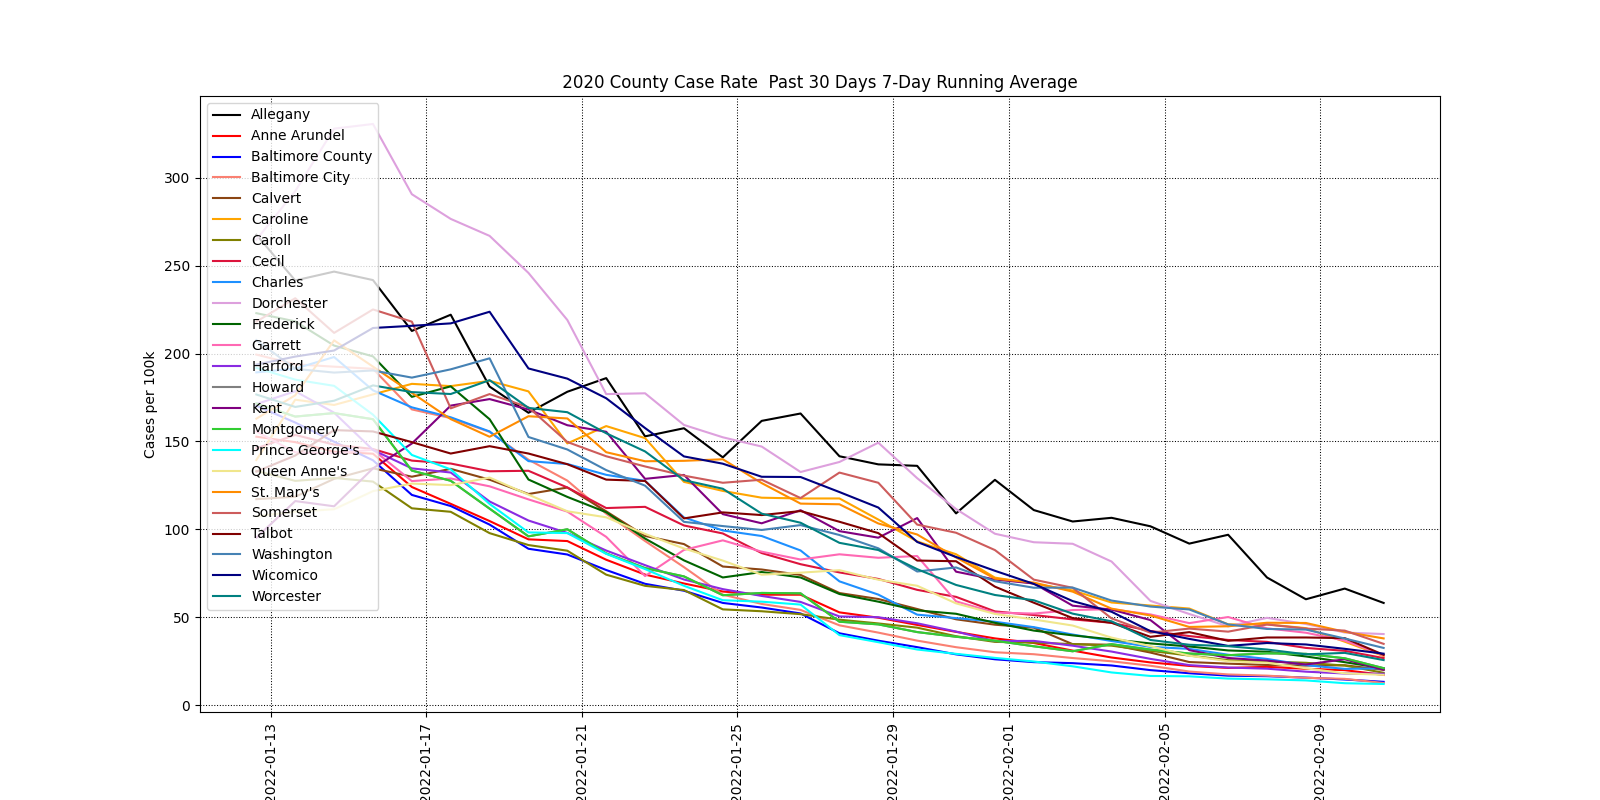 2020 County Case Rate  Past 30 Days 7-Day Running Average
Cases per 100k
300
250
200
150
100
50
0
Allegany
Anne Arundel
Baltimore County
Baltimore City
Calvert
Caroline
Caroll
Cecil
Charles
Dorchester
Frederick
Garrett
Harford
Howard
Kent
Montgomery
Prince George's
Queen Anne's
St. Mary's
Somerset
Talbot
Washington
Wicomico
Worcester
2022-01-13
2022-01-17
2022-01-21
2022-01-25
2022-01-29
2022-02-01
2022-02-05
2022-02-09